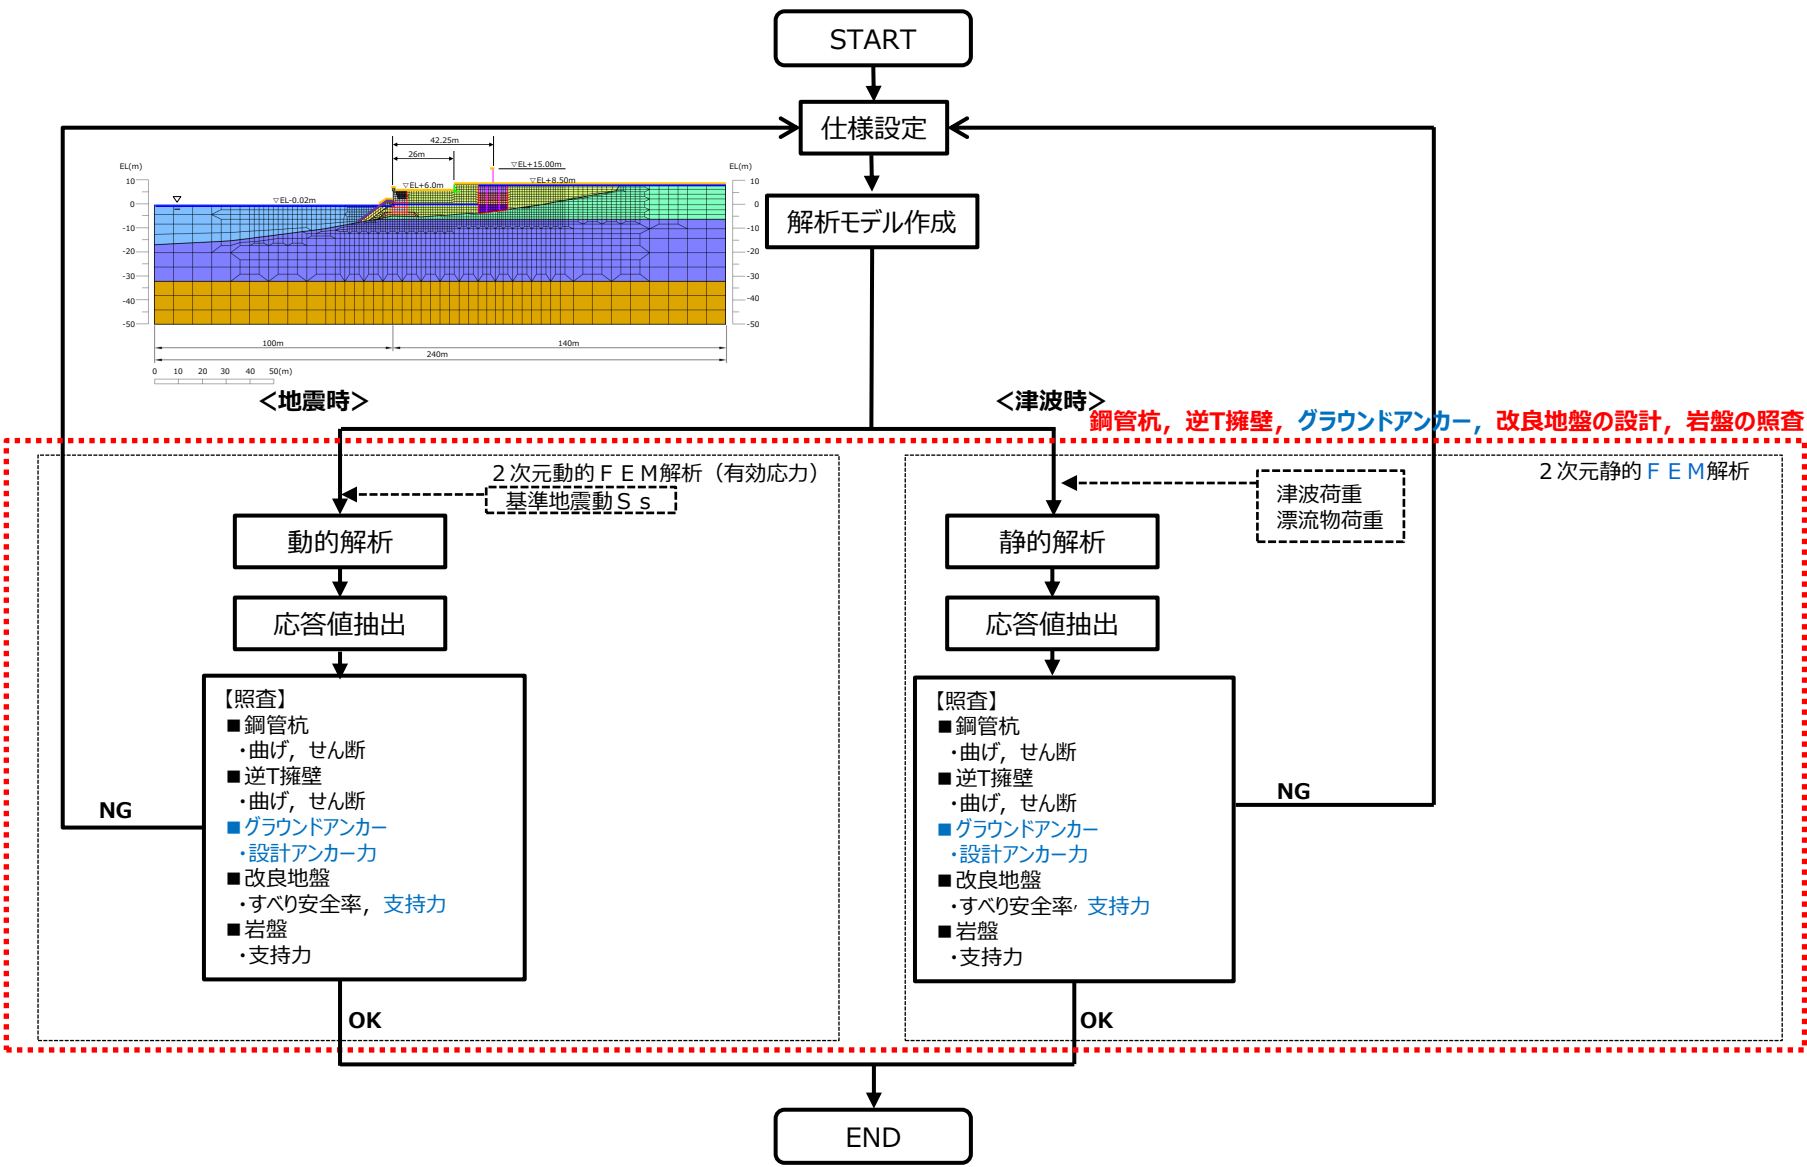 START
仕様設定
解析モデル作成
42.25m
26m
▽EL+15.00m
▽EL+6.0m
▽EL+8.50m
▽EL-0.02m
EL(m)
10
0
-10
-20
-30
-40
-50
EL(m)
10
0
-10
-20
-30
-40
-50
100m
140m
240m
0 10 20 30 40 50(m)
＜地震時＞
＜津波時＞
鋼管杭，逆T擁壁，グラウンドアンカー，改良地盤の設計，岩盤の照査
２次元動的ＦＥＭ解析（有効応力）
基準地震動Ｓｓ
動的解析
応答値抽出
【照査】
■鋼管杭
・曲げ，せん断
■逆T擁壁
・曲げ，せん断
■グラウンドアンカー
・設計アンカー力
■改良地盤
・すべり安全率，支持力
■岩盤
・支持力
NG
OK
２次元静的ＦＥＭ解析
津波荷重
漂流物荷重
静的解析
応答値抽出
【照査】
■鋼管杭
・曲げ，せん断
■逆T擁壁
・曲げ，せん断
■グラウンドアンカー
・設計アンカー力
■改良地盤
・すべり安全率，支持力
■岩盤
・支持力
NG
OK
END